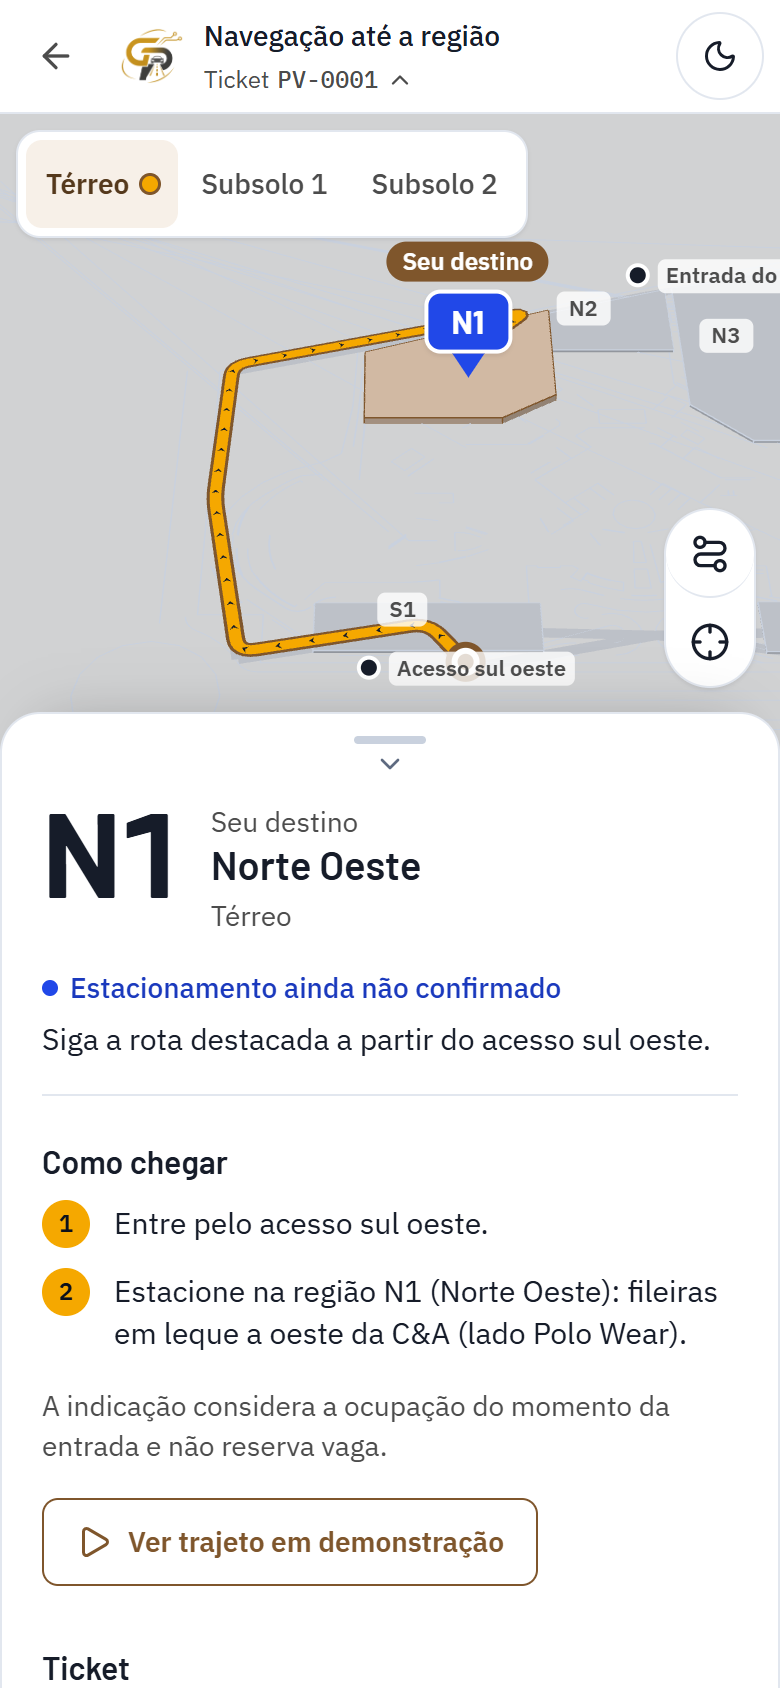 Navegação até a região
Ticket PV-0001
Térreo
Subsolo 1
Subsolo 2
Seu destino
Entrada do
N1
N2
N3
S1
Acesso sul oeste
N1
Seu destino
Norte Oeste
Térreo
Estacionamento ainda não confirmado
Siga a rota destacada a partir do acesso sul oeste.
Como chegar
1 Entre pelo acesso sul oeste.
2 Estacione na região N1 (Norte Oeste): fileiras
em leque a oeste da C&A (lado Polo Wear).
A indicação considera a ocupação do momento da
entrada e não reserva vaga.
Ver trajeto em demonstração
Ticket